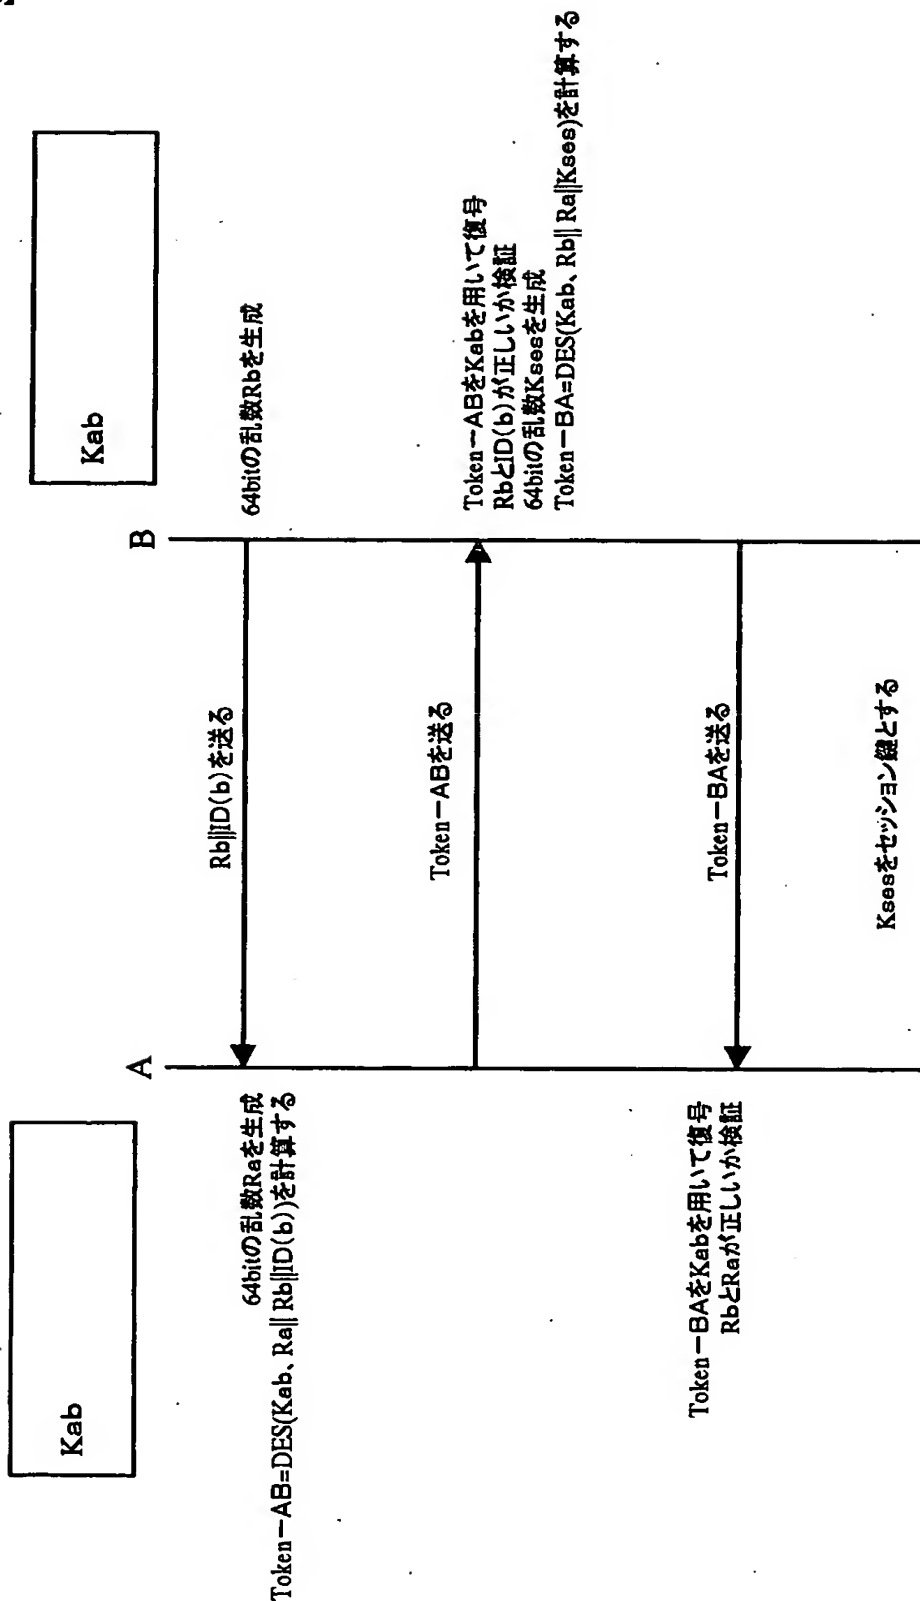 Kab
Kab
A
B
64bitの乱数Rbを生成
Rb||ID(b)を送る
64bitの乱数Raを生成
Token－AB=DES(Kab、Ra|| Rb||ID(b))を計算する
Token－ABを送る
Token－ABをKabを用いて復号
RbとID(b)が正しいか検証
64bitの乱数Ksesを生成
Token－BA=DES(Kab、Rb|| Ra||Kses)を計算する
Token－BAを送る
Token－BAをKabを用いて復号
RbとRaが正しいか検証
Ksesをセッション鍵とする